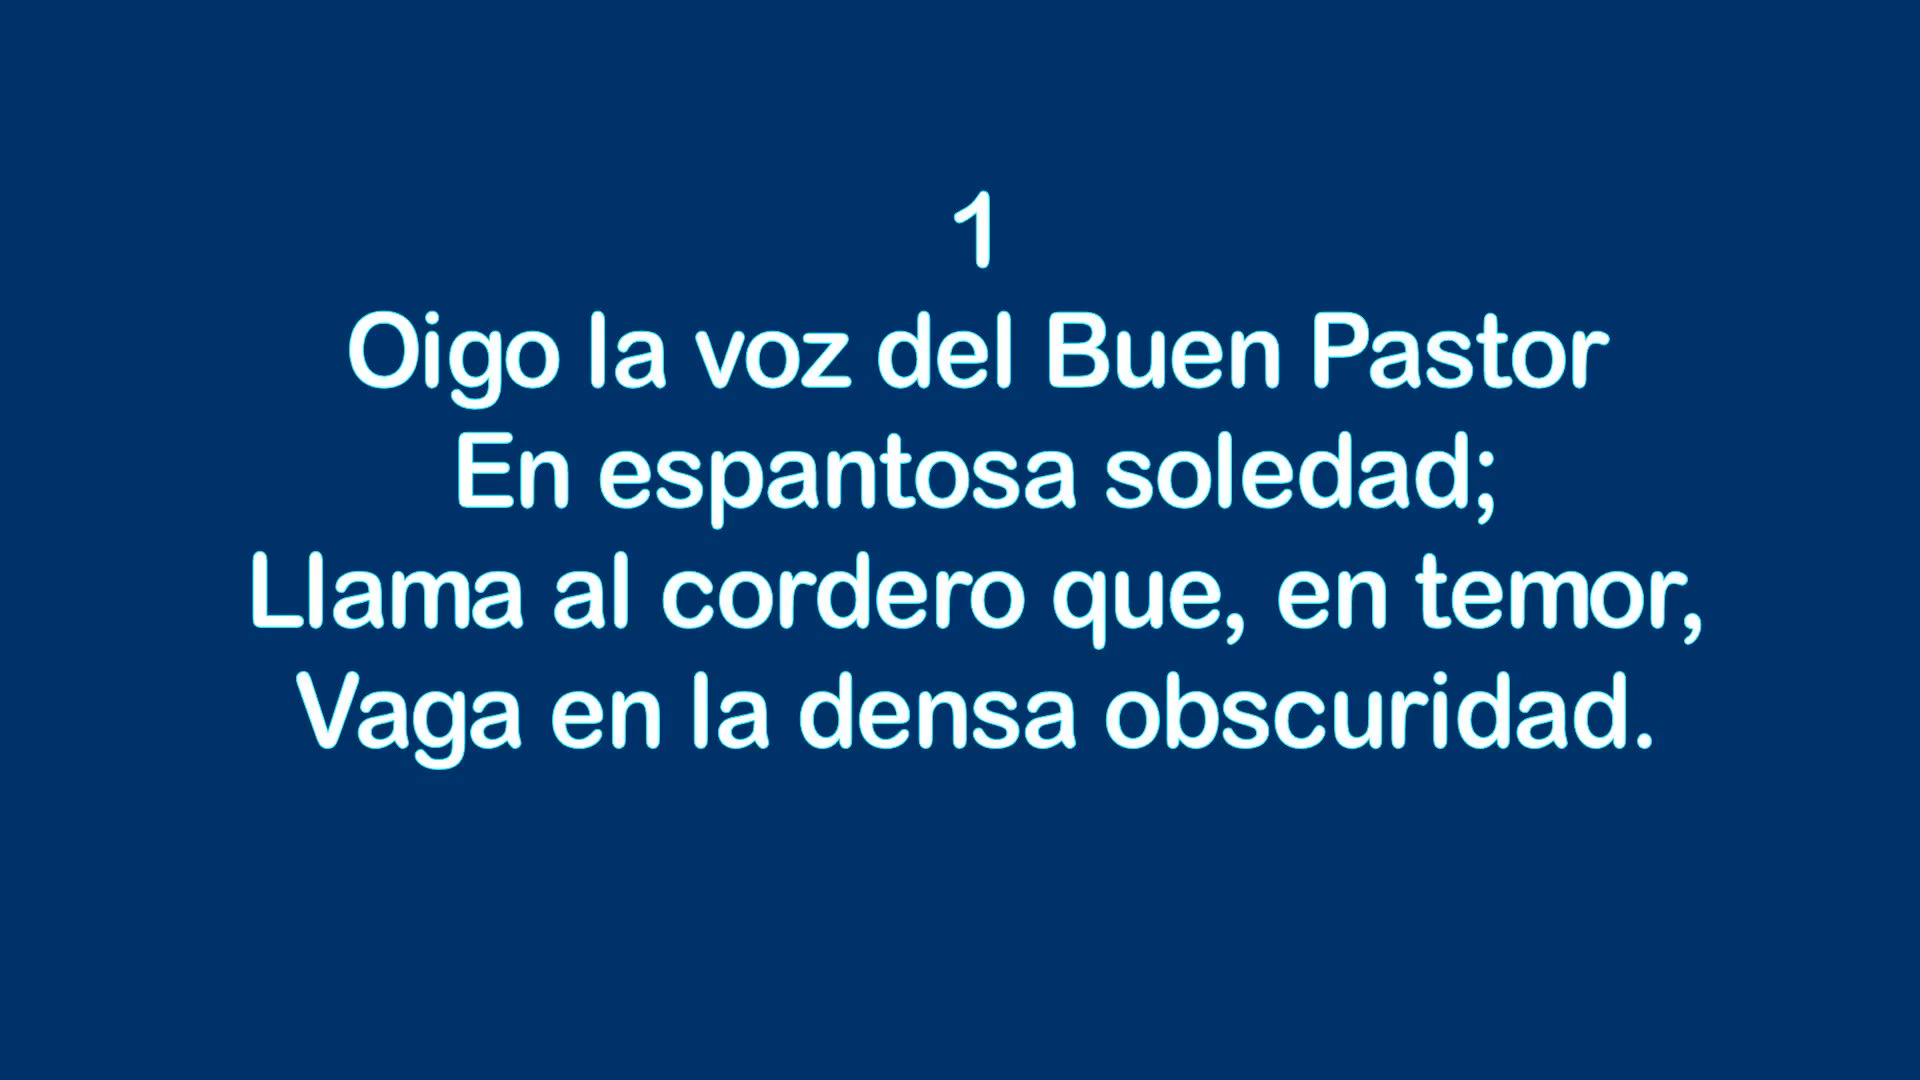 1
Oigo la voz del Buen Pastor
En espantosa soledad;
Llama al cordero que, en temor,
Vaga en la densa obscuridad.